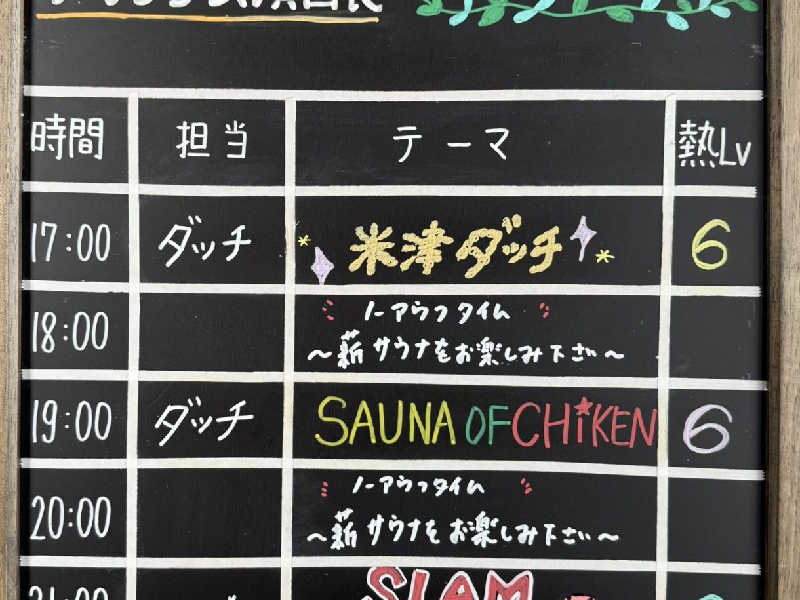 時間 担当 テーマ 熱Lv
17:00 ダッチ 米津ダッチ 6
18:00 ノーアウフタイム
～薪サウナをお楽しみ下さい～
19:00 ダッチ SAUNA OF CHiKEN 6
20:00 ノーアウフタイム
～薪サウナをお楽しみ下さい～
21:00 SLAM